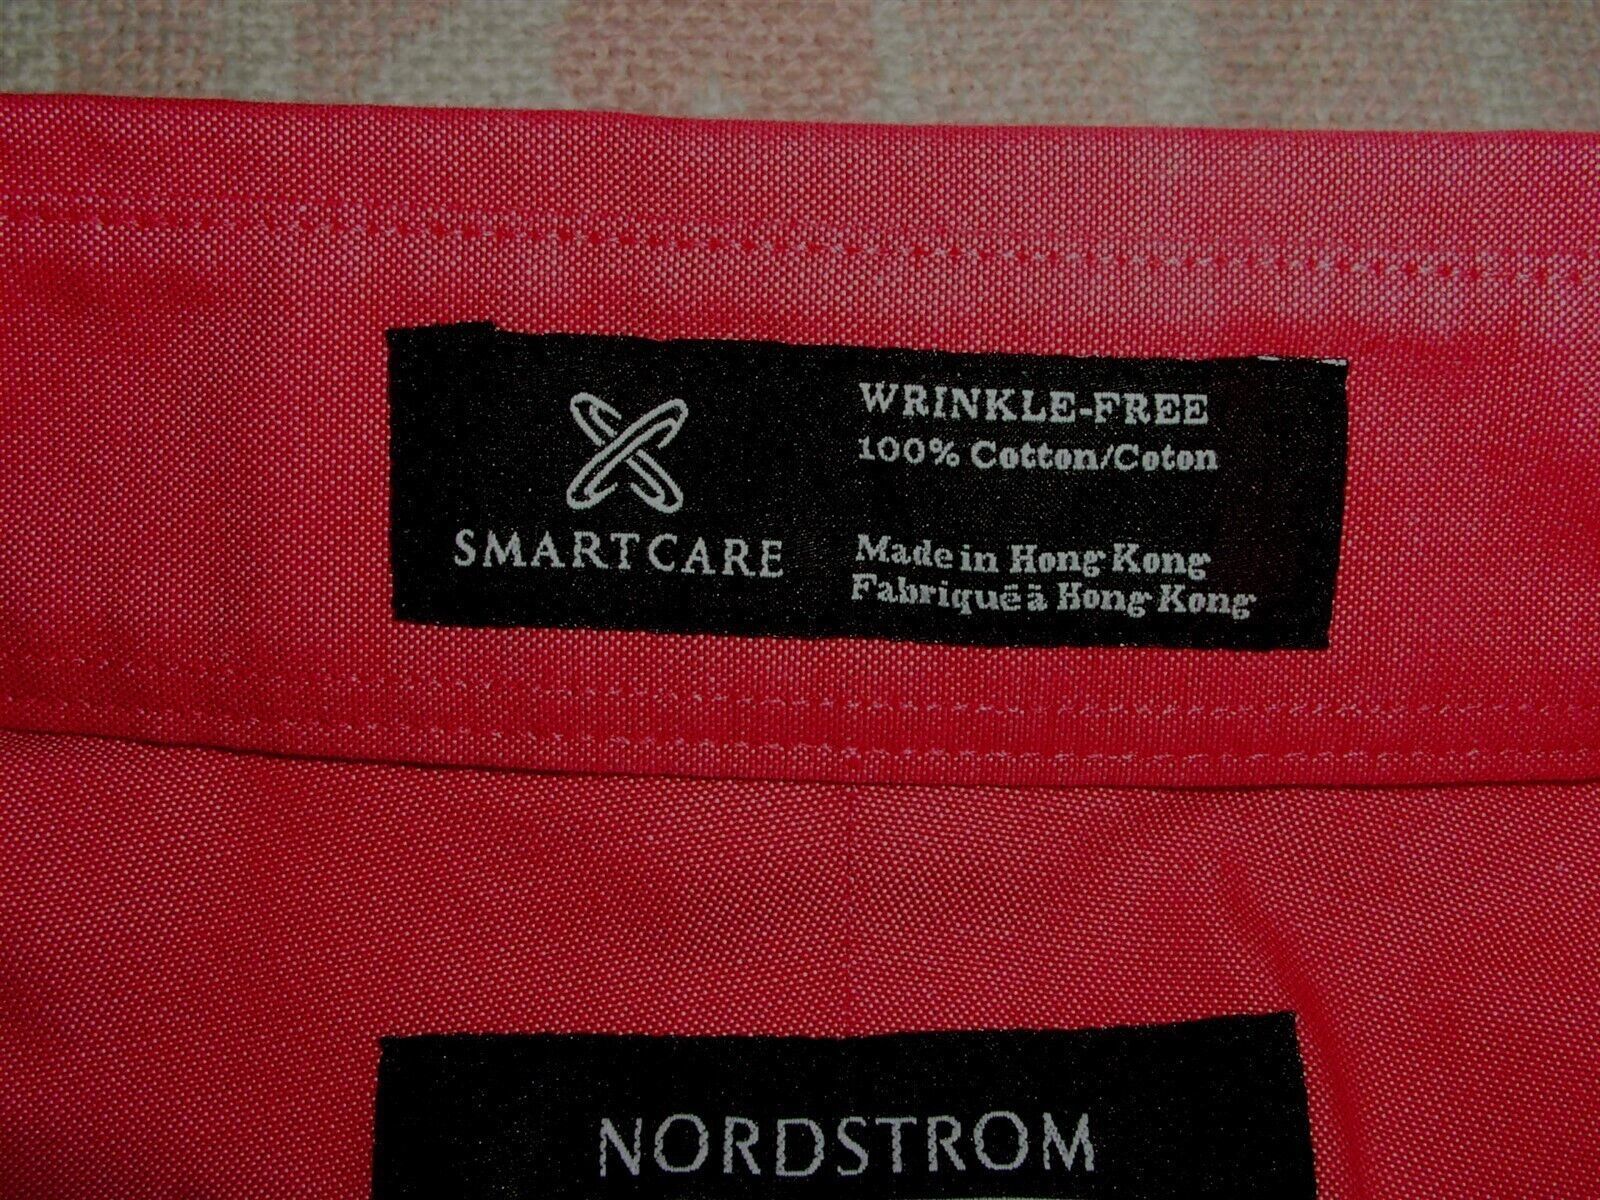 SMARTCARE
WRINKLE-FREE
100% Cotton/Coton
Made in Hong Kong
Fabriqué à Hong Kong
NORDSTROM